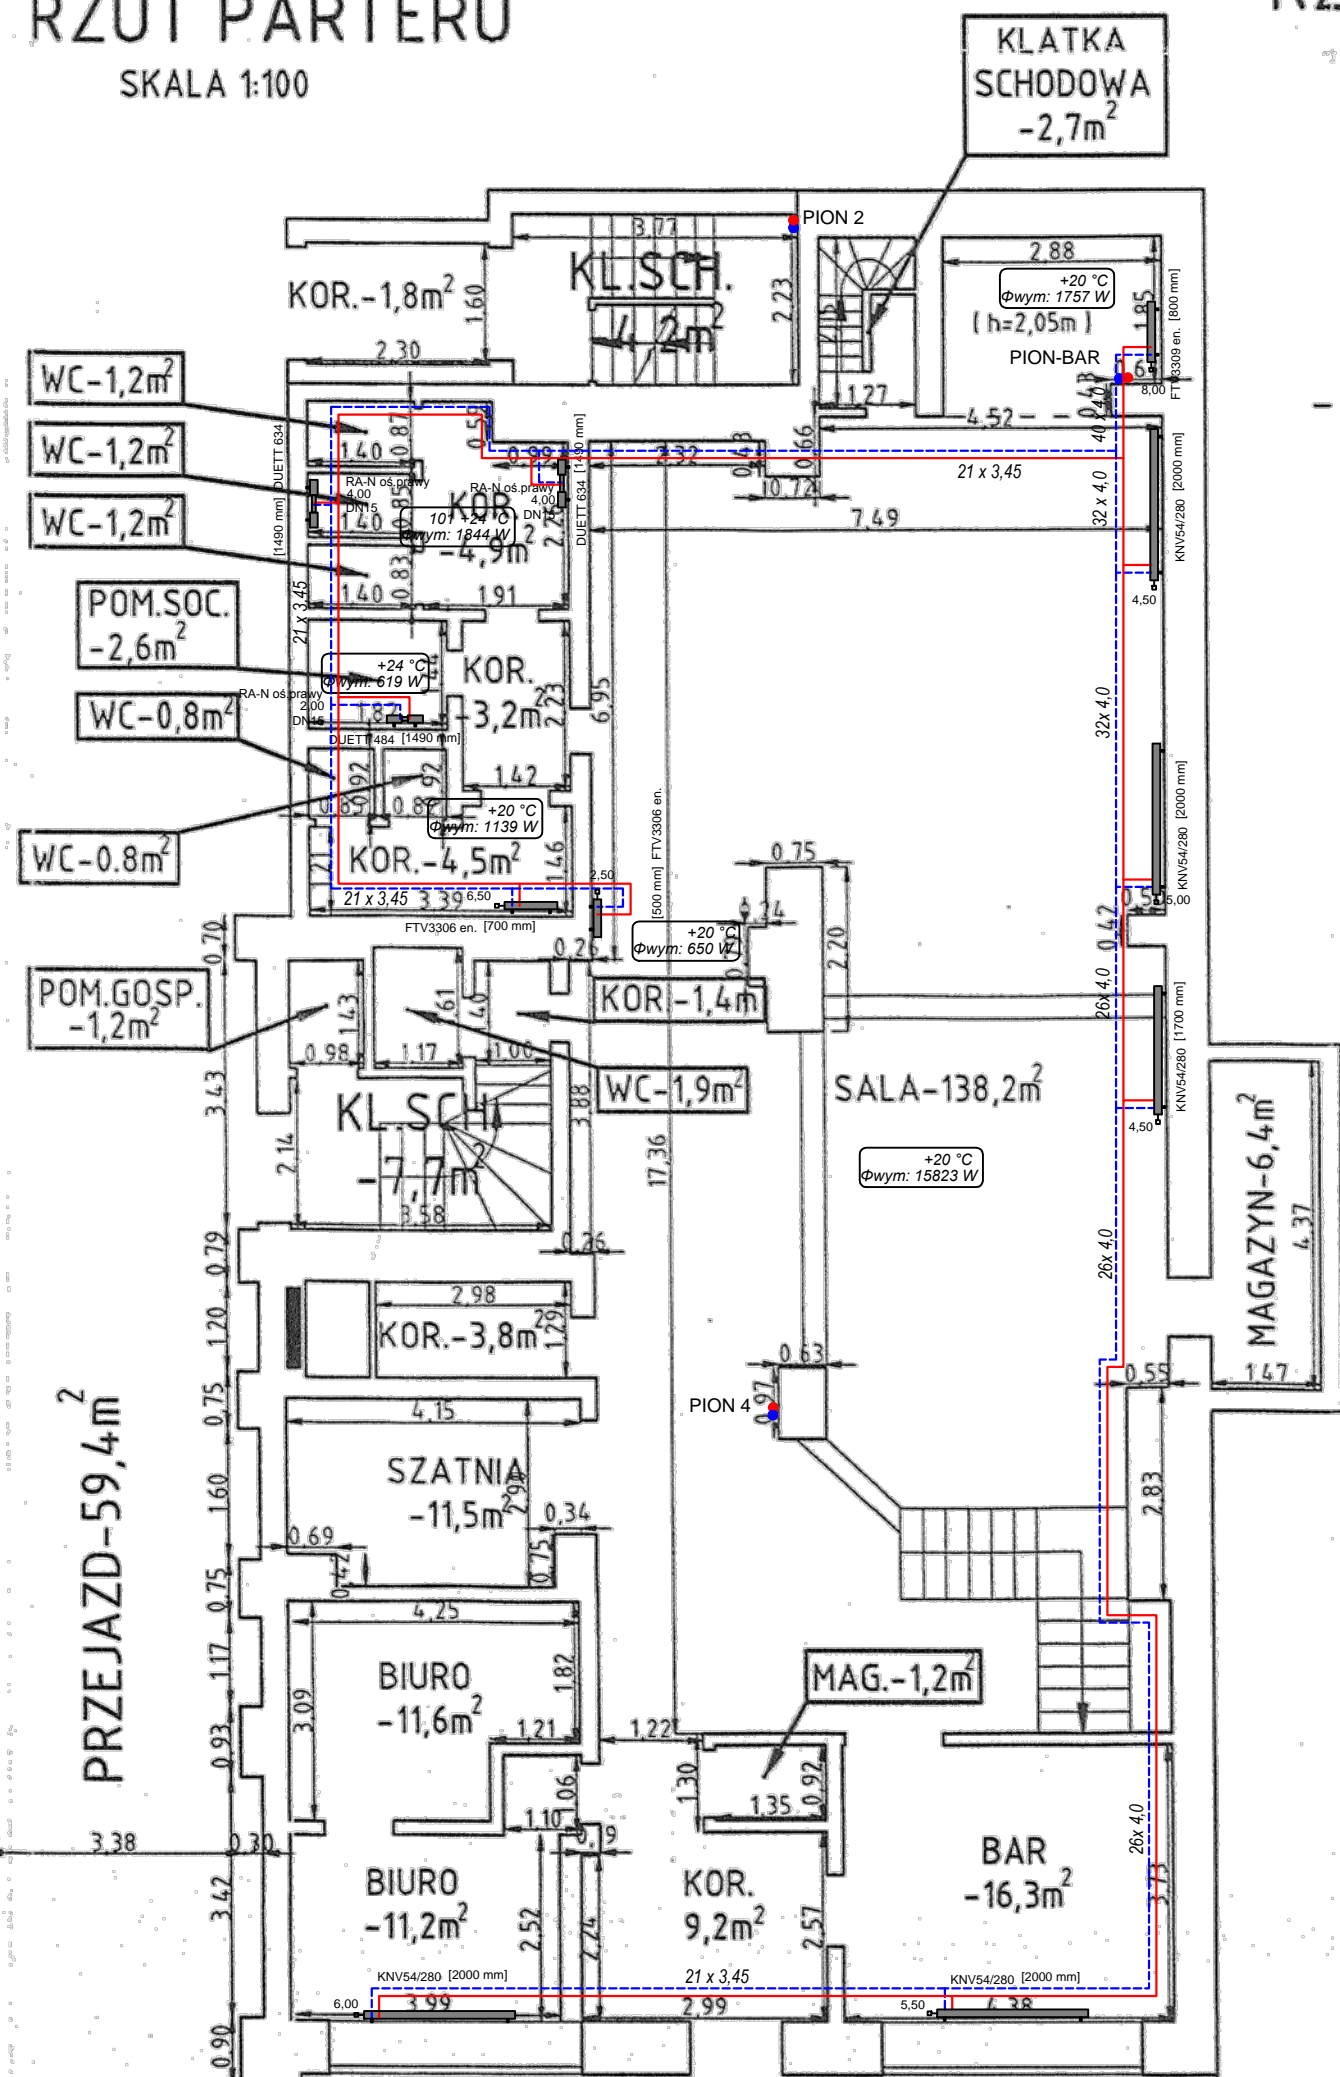 RZUT PARTERU
SKALA 1:100
KLATKA
SCHODOWA
-2,7m²
PION 2
3,77
KL.SCH.
4,2m²
2,23
KOR.-1,8m²
1,60
2,30
2,88
+20 °C
Φwym: 1757 W
( h=2,05m )
1,85
PION-BAR
8,00
FTV3309 en. [800 mm]
0,43
40 x 4,0
1,27
4,52
WC-1,2m²
WC-1,2m²
WC-1,2m²
1,40
0,87
0,59
0,99
2,32
0,66
0,72
21 x 3,45
7,49
32 x 4,0
KNV54/280 [2000 mm]
4,50
[1490 mm] DUETT 634
RA-N oś.prawy
4,00
DN15
1,40
0,85
KOR.
-4,9m²
101 +24 °C
Φwym: 1844 W
RA-N oś.prawy
4,00
DN15
DUETT 634 [1490 mm]
1,40
0,83
1,91
21 x 3,45
POM.SOC.
-2,6m²
+24 °C
Φwym: 619 W
KOR.
-3,2m²
2,23
6,95
RA-N oś.prawy
2,00
DN15
DUETT 484 [1490 mm]
WC-0,8m²
0,92
0,92
1,42
32x 4,0
KNV54/280 [2000 mm]
5,00
WC-0.8m²
+20 °C
Φwym: 1139 W
KOR.-4,5m²
1,46
[500 mm] FTV3306 en.
0,75
2,50
21 x 3,45
3,39
6,50
FTV3306 en. [700 mm]
0,26
+20 °C
Φwym: 650 W
2,20
0,42
0,70
POM.GOSP.
-1,2m²
1,43
0,98
1,17
1,00
KOR-1,4m
WC-1,9m²
26x 4,0
KNV54/280 [1700 mm]
4,50
3,43
KL.SCH
-7,7m²
2,14
3,58
3,88
17,36
SALA-138,2m²
+20 °C
Φwym: 15823 W
MAGAZYN-6,4m²
4,37
26x 4,0
0,79
0,26
1,20
2,98
KOR.-3,8m²
1,29
0,63
0,55
1,47
0,75
4,15
PION 4
0,97
PRZEJAZD-59,4m²
SZATNIA
-11,5m²
1,60
2,83
0,34
0,69
0,42
0,75
0,75
4,25
BIURO
-11,6m²
1,82
1,17
3,09
1,21
1,22
MAG.-1,2m²
0,93
1,06
1,30
0,92
1,10
1,35
3,38
0,30
0,19
26x 4,0
BIURO
-11,2m²
2,52
2,24
KOR.
9,2m²
2,57
BAR
-16,3m²
3,73
3,42
KNV54/280 [2000 mm]
21 x 3,45
KNV54/280 [2000 mm]
6,00
3,99
2,99
5,50
4,38
0,90